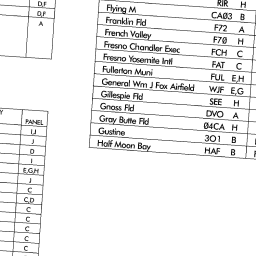 D,F
D,F
A
RIR H
Flying M CA03 B
Franklin Fld F72 A
French Valley F70 H
Fresno Chandler Exec FCH C
Fresno Yosemite Intl FAT C
Fullerton Muni FUL E,H
General Wm J Fox Airfield WJF E,G
Gillespie Fld SEE H
Gnoss Fld DVO A
Gray Butte Fld 04CA H
Gustine 3O1 B
Half Moon Bay HAF B
PANEL
I,J
J
D
I
E,G,H
J
C
C,D
C
C
C
C